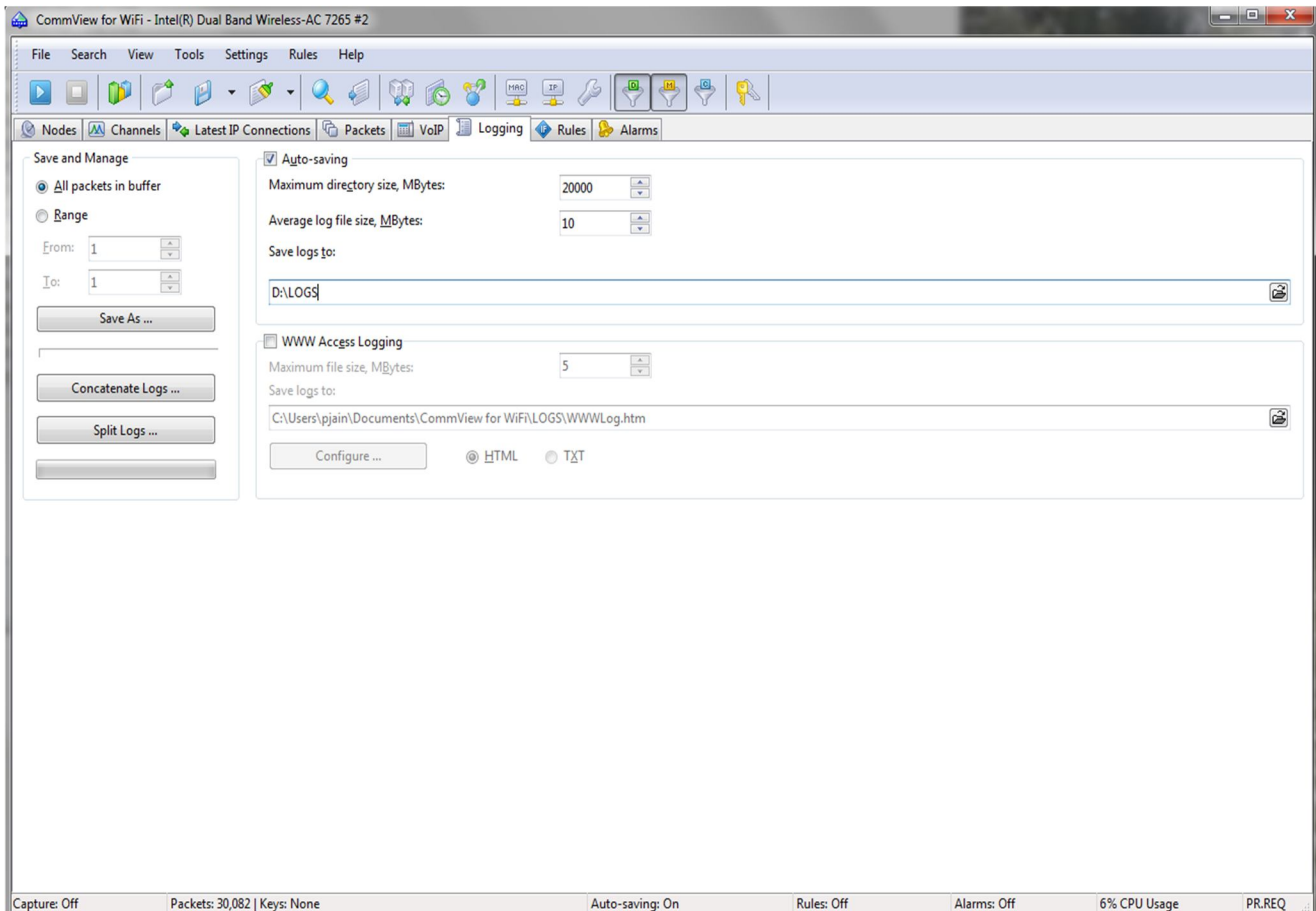 CommView for WiFi - Intel(R) Dual Band Wireless-AC 7265 #2
File Search View Tools Settings Rules Help
MAC IP D M C
Nodes Channels Latest IP Connections Packets VoIP Logging IP Rules Alarms
Save and Manage
All packets in buffer
Range
From: 1
To: 1
Save As ...
Concatenate Logs ...
Split Logs ...
Auto-saving
Maximum directory size, MBytes: 20000
Average log file size, MBytes: 10
Save logs to:
D:\LOGS
WWW Access Logging
Maximum file size, MBytes: 5
Save logs to:
C:\Users\pjain\Documents\CommView for WiFi\LOGS\WWWLog.htm
Configure ... HTML TXT
Capture: Off Packets: 30,082 | Keys: None Auto-saving: On Rules: Off Alarms: Off 6% CPU Usage PR.REQ